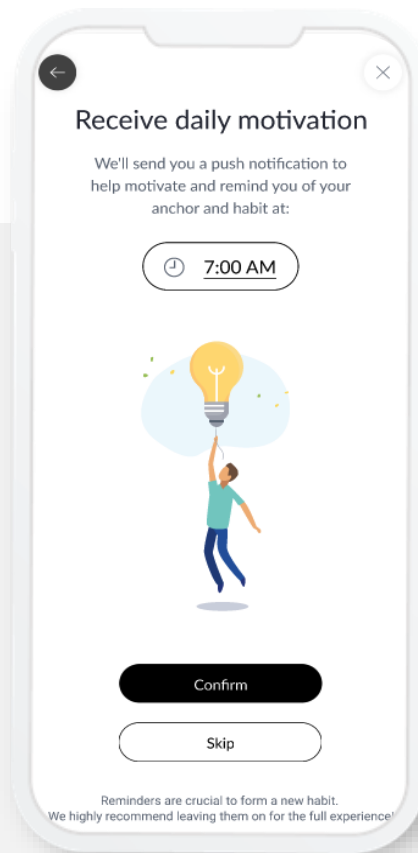 Receive daily motivation
We'll send you a push notification to
help motivate and remind you of your
anchor and habit at:
7:00 AM
Confirm
Skip
Reminders are crucial to form a new habit.
We highly recommend leaving them on for the full experience!